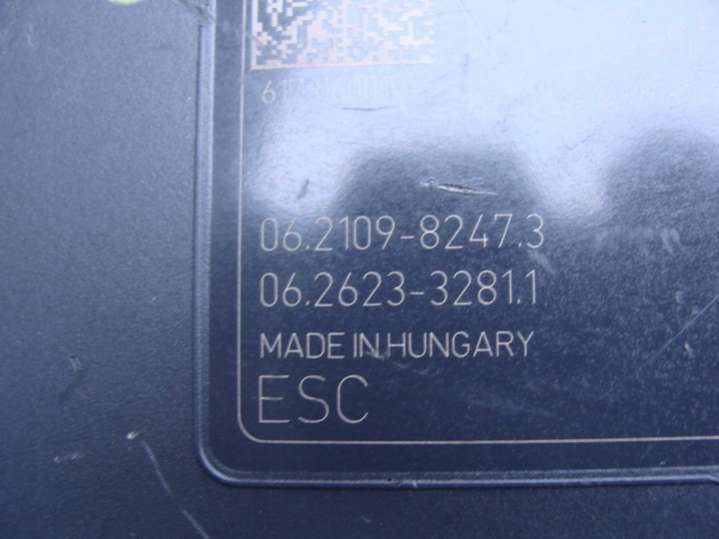 06.2109-8247.3
06.2623-3281.1
MADE IN HUNGARY
ESC